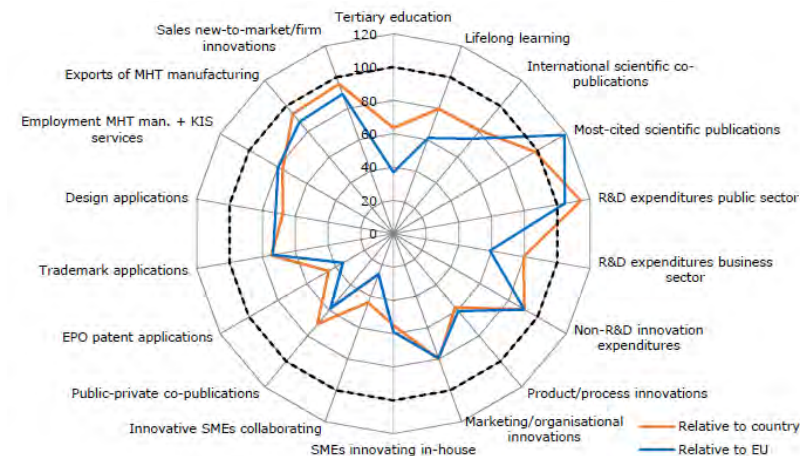 Tertiary education
Lifelong learning
International scientific co-
publications
Most-cited scientific publications
R&D expenditures public sector
R&D expenditures business
sector
Non-R&D innovation
expenditures
Product/process innovations
Marketing/organisational
innovations
SMEs innovating in-house
Innovative SMEs collaborating
Public-private co-publications
EPO patent applications
Trademark applications
Design applications
Employment MHT man. + KIS
services
Exports of MHT manufacturing
Sales new-to-market/firm
innovations
120
100
80
60
40
20
0
Relative to country
Relative to EU